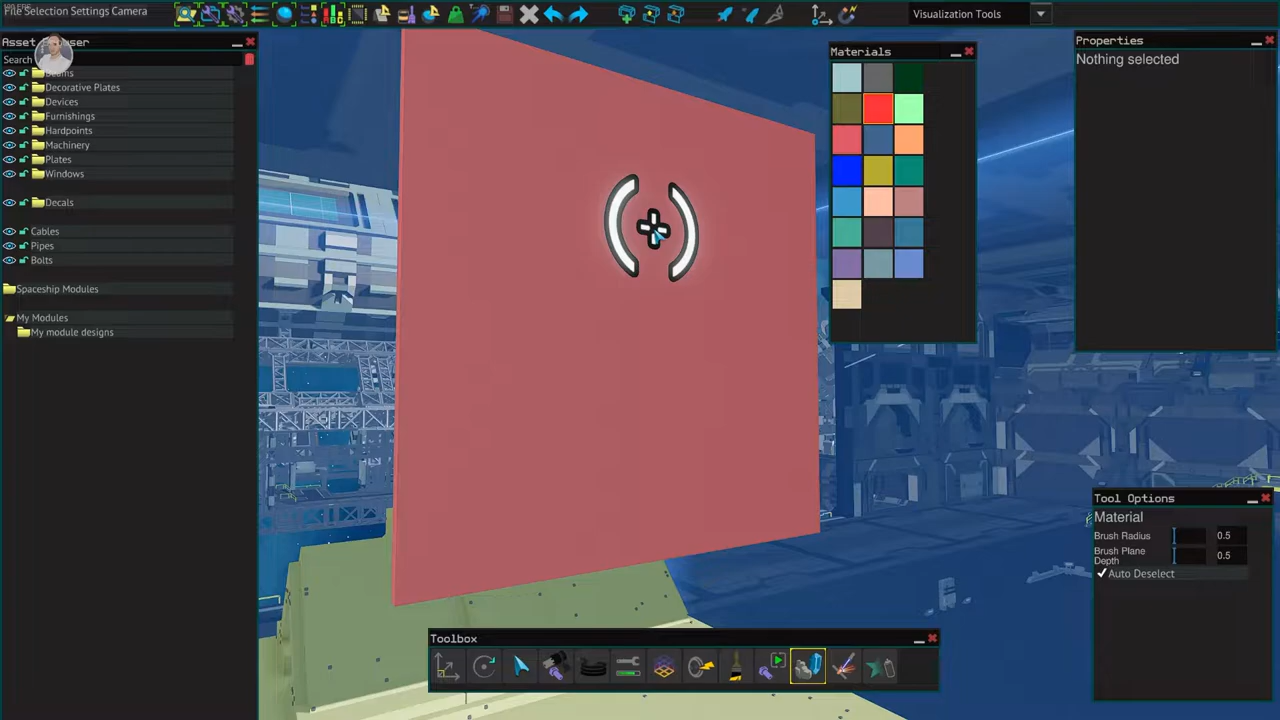 File Selection Settings Camera
Visualization Tools
Search
Beams
Decorative Plates
Devices
Furnishings
Hardpoints
Machinery
Plates
Windows
Decals
Cables
Pipes
Bolts
Spaceship Modules
My Modules
My module designs
Materials
Properties
Nothing selected
Tool Options
Material
Brush Radius 0.5
Brush Plane Depth 0.5
Auto Deselect
Toolbox